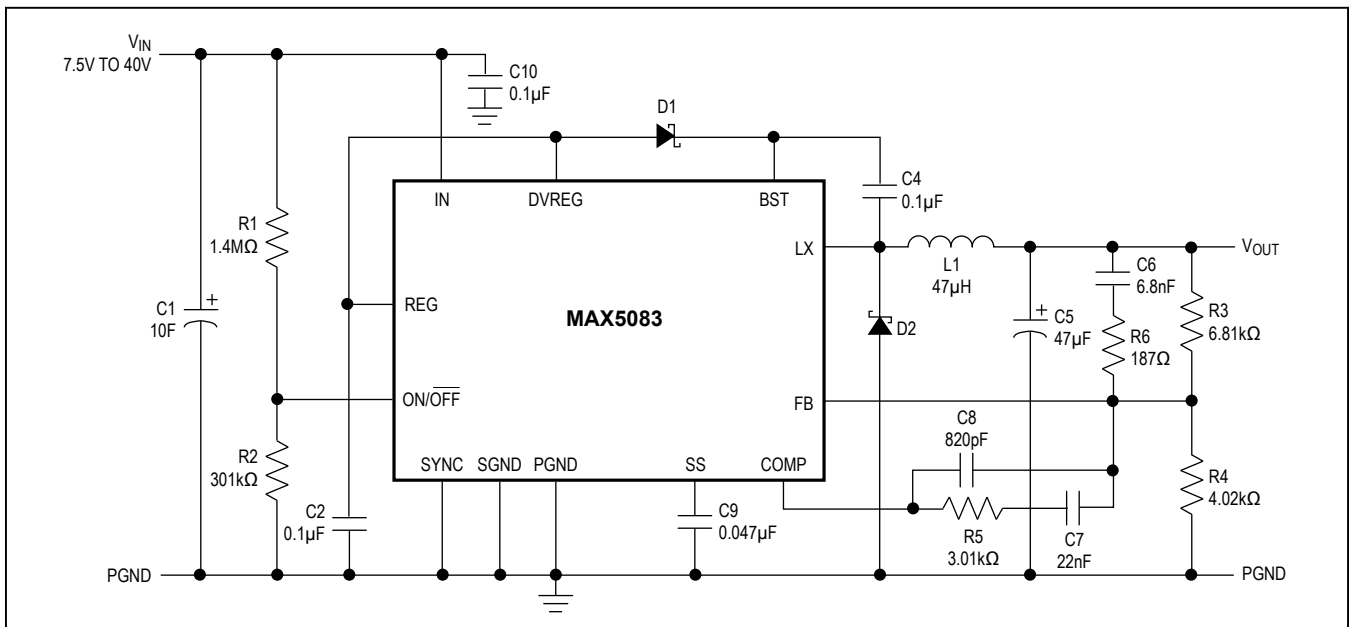 VIN
7.5V TO 40V
C10
0.1µF
D1
IN
DVREG
BST
C4
0.1µF
R1
1.4MΩ
LX
L1
47µH
VOUT
C6
6.8nF
C1
10F
+
REG
MAX5083
D2
+
C5
47µF
R6
187Ω
R3
6.81kΩ
ON/OFF
FB
R2
301kΩ
C8
820pF
SYNC
SGND
PGND
SS
COMP
R4
4.02kΩ
C2
0.1µF
C9
0.047µF
R5
3.01kΩ
C7
22nF
PGND
PGND